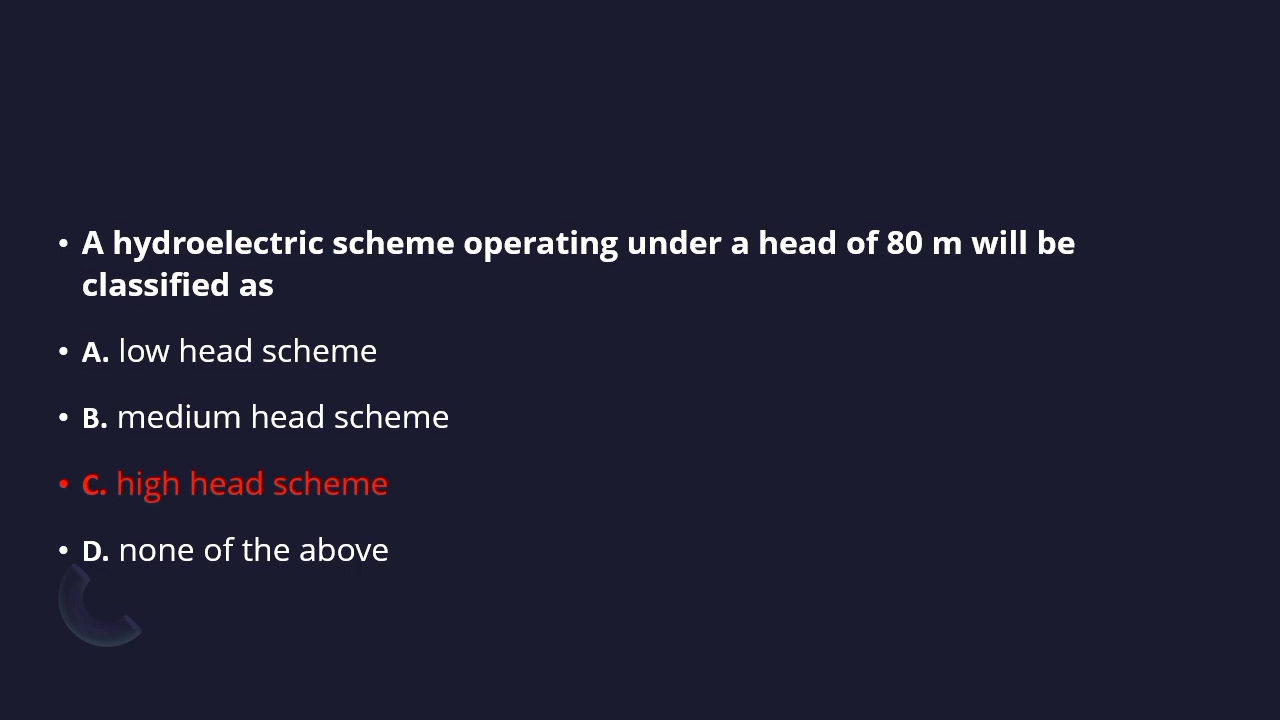 • A hydroelectric scheme operating under a head of 80 m will be
classified as
• A. low head scheme
• B. medium head scheme
• C. high head scheme
• D. none of the above